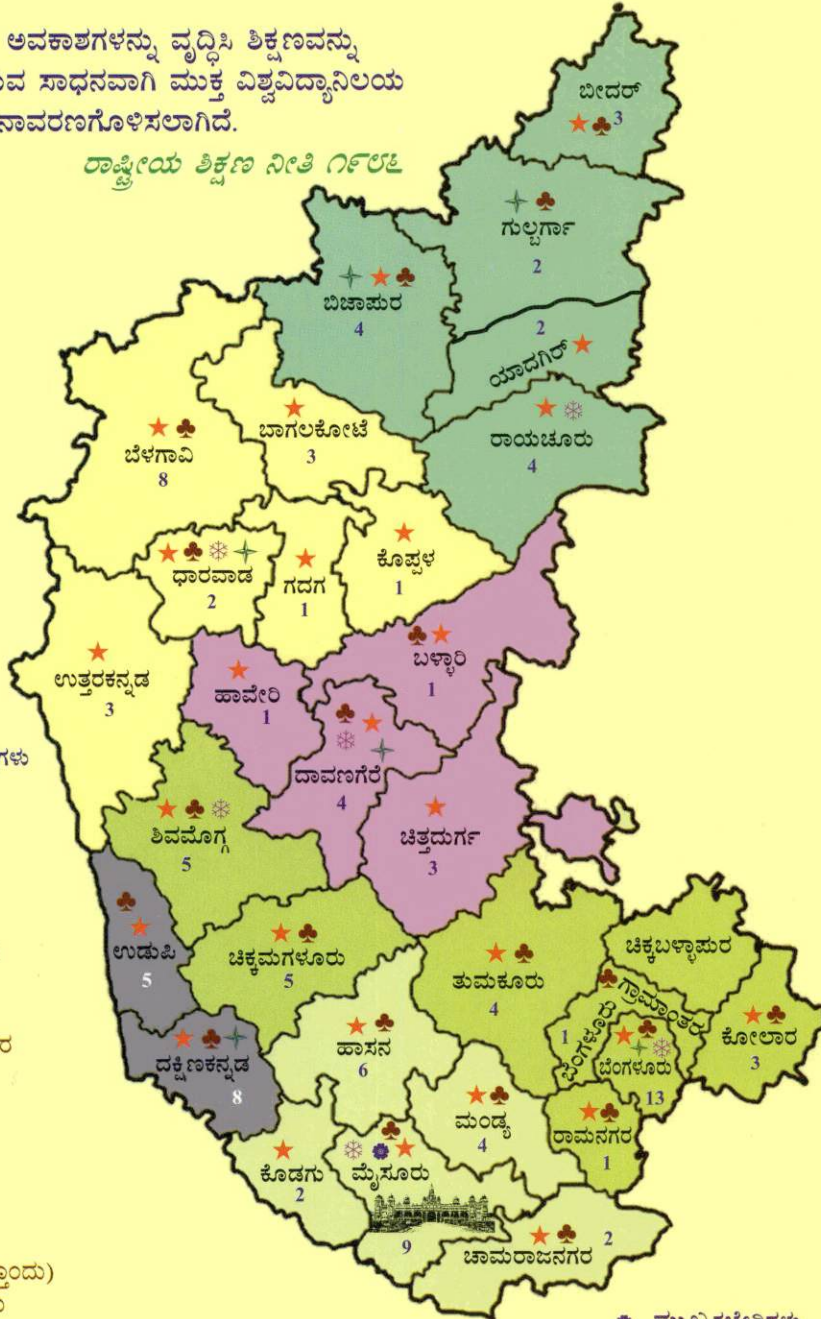 ಅವಕಾಶಗಳನ್ನು ವೃದ್ಧಿಸಿ ಶಿಕ್ಷಣವನ್ನು
ಸಾಧನವಾಗಿ ಮುಕ್ತ ವಿಶ್ವವಿದ್ಯಾನಿಲಯ
ರಾಷ್ಟ್ರೀಯ ಶಿಕ್ಷಣ ನೀತಿ ೧೯೮೬
ಬೀದರ್
3
ಗುಲ್ಬರ್ಗಾ
2
ಬಿಜಾಪುರ
4
2
ಯಾದಗಿರ್
ರಾಯಚೂರು
4
ಬಾಗಲಕೋಟೆ
3
ಬೆಳಗಾವಿ
8
ಧಾರವಾಡ
2
ಗದಗ
1
ಕೊಪ್ಪಳ
1
ಬಳ್ಳಾರಿ
1
ಉತ್ತರಕನ್ನಡ
3
ಹಾವೇರಿ
1
ಗಳು
ದಾವಣಗೆರೆ
4
ಚಿತ್ತದುರ್ಗ
3
ಶಿವಮೊಗ್ಗ
5
ಉಡುಪಿ
5
ಚಿಕ್ಕಮಗಳೂರು
5
ತುಮಕೂರು
4
ಚಿಕ್ಕಬಳ್ಳಾಪುರ
ಬೆಂಗಳೂರು ಗ್ರಾಮಾಂತರ
1
ಬೆಂಗಳೂರು
13
ಕೋಲಾರ
3
ದಕ್ಷಿಣಕನ್ನಡ
8
ಹಾಸನ
6
ಮಂಡ್ಯ
4
ರಾಮನಗರ
1
ಕೊಡಗು
2
ಮೈಸೂರು
9
ಚಾಮರಾಜನಗರ
2